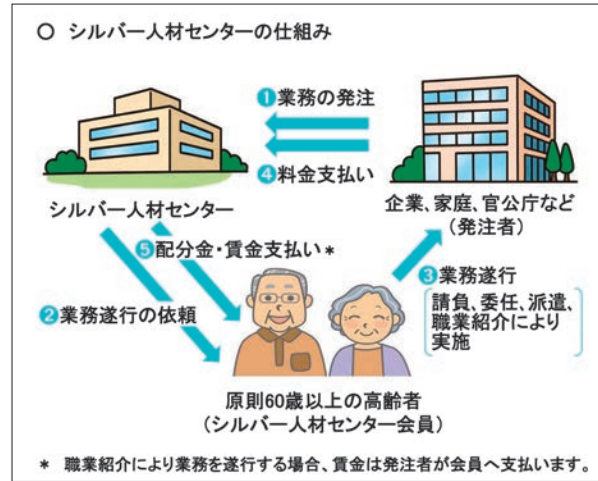 ○ シルバー人材センターの仕組み
❶業務の発注
❹料金支払い
シルバー人材センター
企業、家庭、官公庁など
(発注者)
❺配分金・賃金支払い*
❷業務遂行の依頼
❸業務遂行
請負、委任、派遣、
職業紹介により
実施
原則60歳以上の高齢者
(シルバー人材センター会員)
* 職業紹介により業務を遂行する場合、賃金は発注者が会員へ支払います。